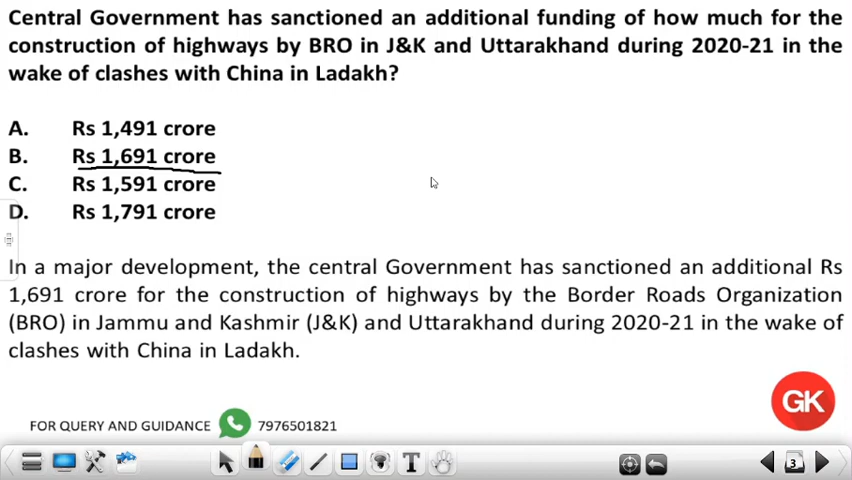 Central Government has sanctioned an additional funding of how much for the
construction of highways by BRO in J&K and Uttarakhand during 2020-21 in the
wake of clashes with China in Ladakh?
A. Rs 1,491 crore
B. Rs 1,691 crore
C. Rs 1,591 crore
D. Rs 1,791 crore
In a major development, the central Government has sanctioned an additional Rs
1,691 crore for the construction of highways by the Border Roads Organization
(BRO) in Jammu and Kashmir (J&K) and Uttarakhand during 2020-21 in the wake of
clashes with China in Ladakh.
GK
FOR QUERY AND GUIDANCE 7976501821
T 3